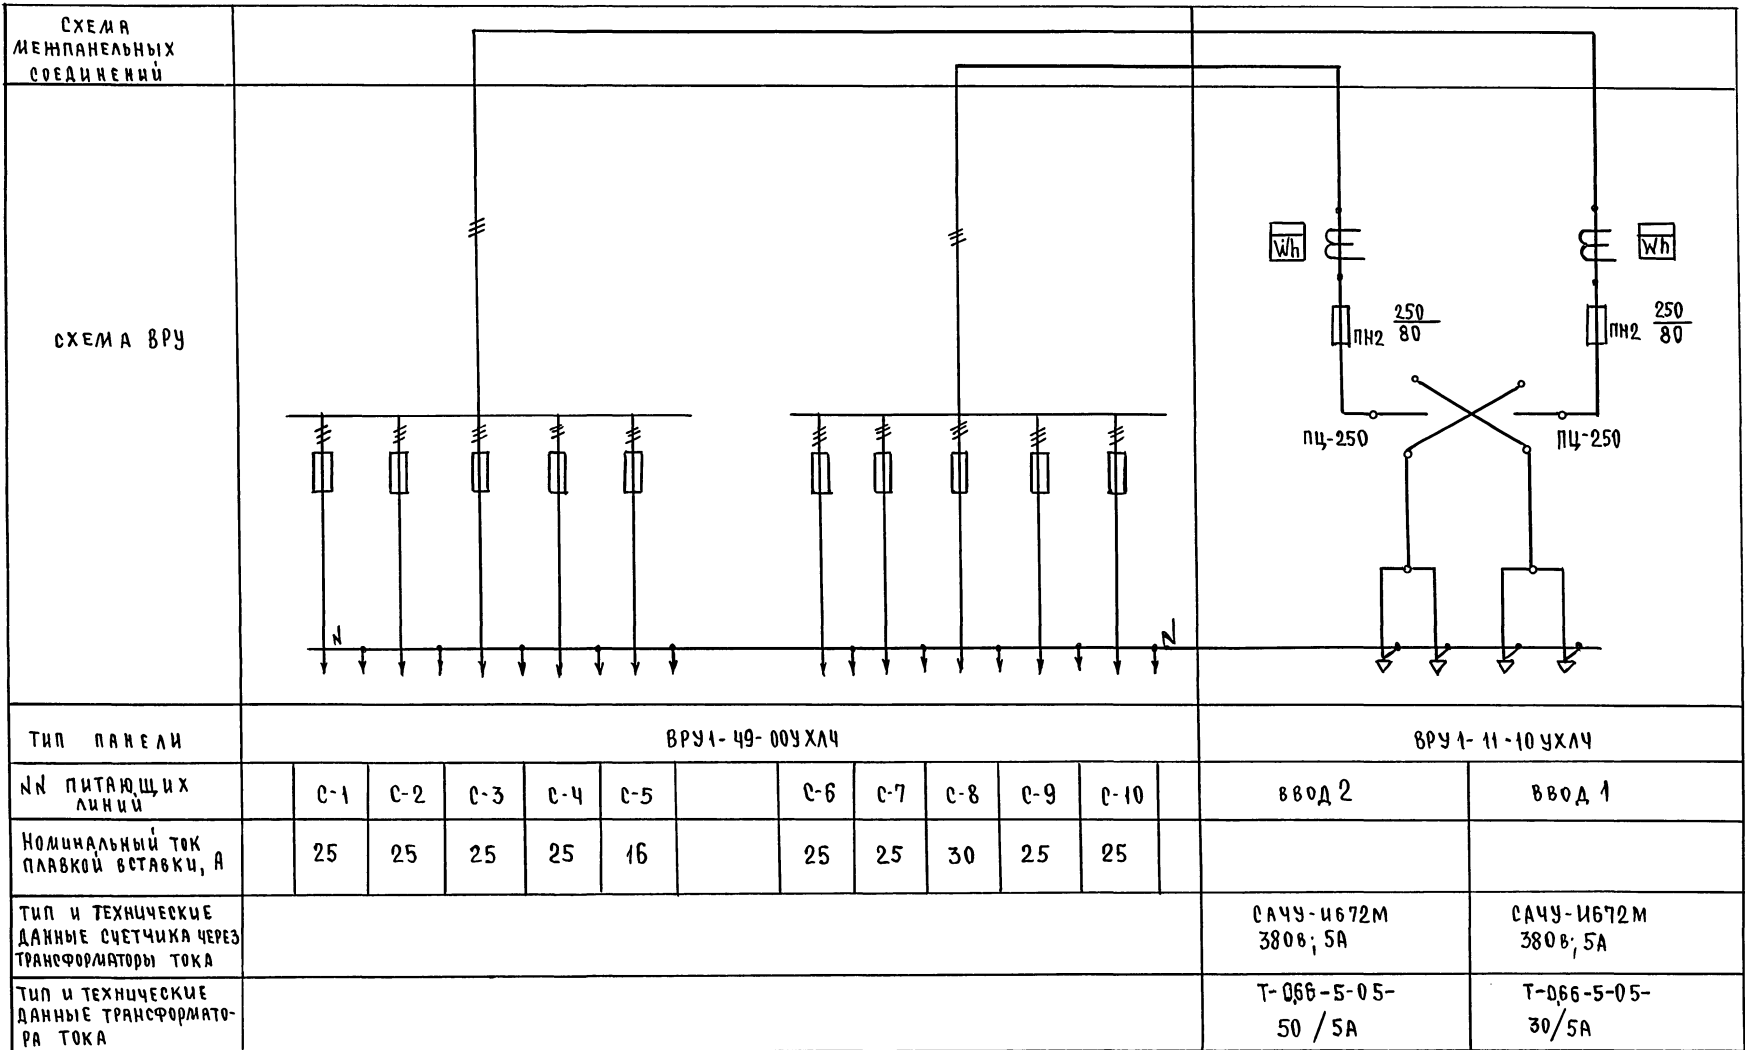 СХЕМА
МЕЖПАНЕЛЬНЫХ
СОЕДИНЕНИЙ
СХЕМА ВРУ
Wh
Wh
ПН2 250/80
ПН2 250/80
ПЦ-250
ПЦ-250
N
N
ТИП ПАНЕЛИ
ВРУ1-49-00УХЛ4
ВРУ1-11-10УХЛ4
NN ПИТАЮЩИХ
ЛИНИЙ
С-1 С-2 С-3 С-4 С-5 С-6 С-7 С-8 С-9 С-10
ВВОД 2
ВВОД 1
НОМИНАЛЬНЫЙ ТОК
ПЛАВКОЙ ВСТАВКИ, А
25 25 25 25 16 25 25 30 25 25
ТИП И ТЕХНИЧЕСКИЕ
ДАННЫЕ СЧЕТЧИКА ЧЕРЕЗ
ТРАНСФОРМАТОРЫ ТОКА
СА4У-И672М
380В; 5А
СА4У-И672М
380В; 5А
ТИП И ТЕХНИЧЕСКИЕ
ДАННЫЕ ТРАНСФОРМАТО-
РА ТОКА
Т-0,66-5-05-
50/5А
Т-0,66-5-05-
30/5А